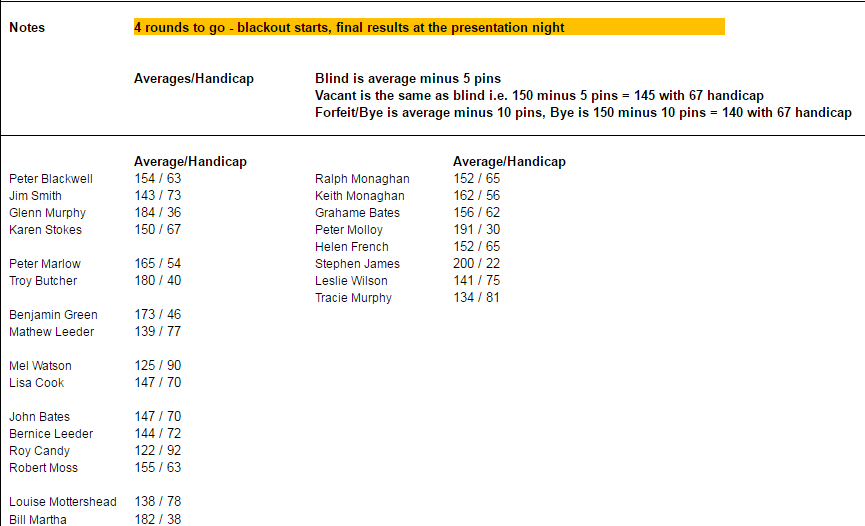 Notes 4 rounds to go - blackout starts, final results at the presentation night
Averages/Handicap Blind is average minus 5 pins
Vacant is the same as blind i.e. 150 minus 5 pins = 145 with 67 handicap
Forfeit/Bye is average minus 10 pins, Bye is 150 minus 10 pins = 140 with 67 handicap
Average/Handicap Average/Handicap
Peter Blackwell 154 / 63 Ralph Monaghan 152 / 65
Jim Smith 143 / 73 Keith Monaghan 162 / 56
Glenn Murphy 184 / 36 Grahame Bates 156 / 62
Karen Stokes 150 / 67 Peter Molloy 191 / 30
Helen French 152 / 65
Peter Marlow 165 / 54 Stephen James 200 / 22
Troy Butcher 180 / 40 Leslie Wilson 141 / 75
Tracie Murphy 134 / 81
Benjamin Green 173 / 46
Mathew Leeder 139 / 77
Mel Watson 125 / 90
Lisa Cook 147 / 70
John Bates 147 / 70
Bernice Leeder 144 / 72
Roy Candy 122 / 92
Robert Moss 155 / 63
Louise Mottershead 138 / 78
Bill Martha 182 / 38